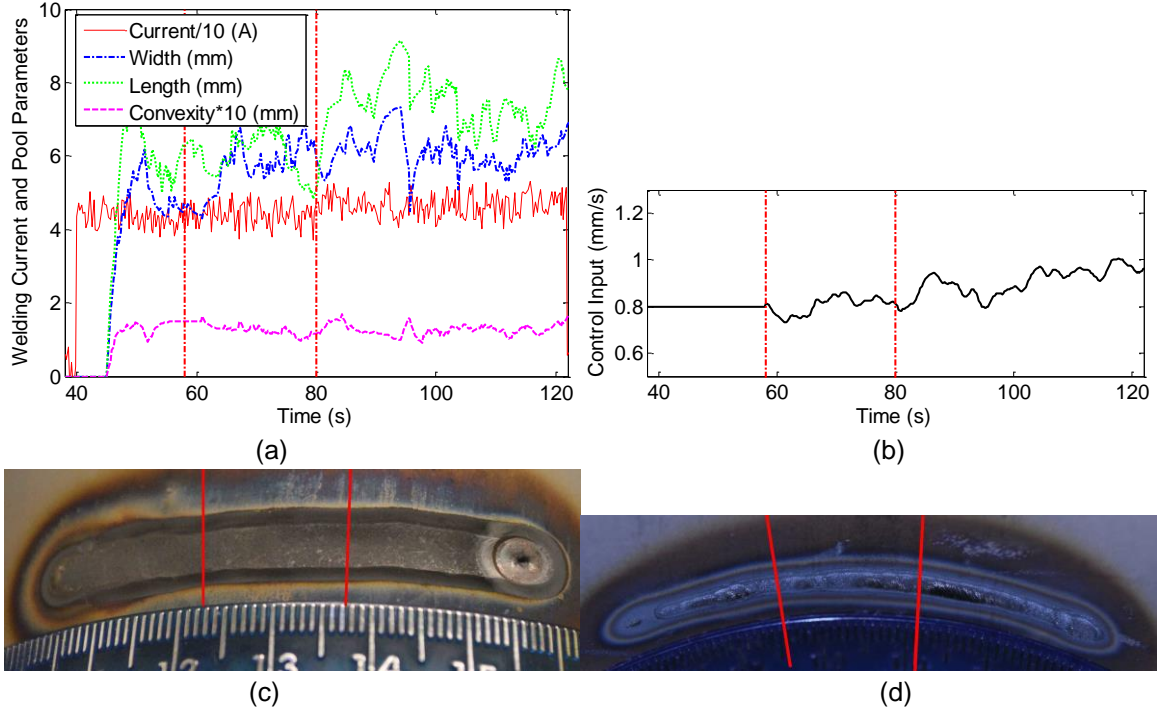 10
8
6
4
2
0
Welding Current and Pool Parameters
Current/10 (A)
Width (mm)
Length (mm)
Convexity*10 (mm)
40 60 80 100 120
Time (s)
(a)
1.2
1
0.8
0.6
Control Input (mm/s)
40 60 80 100 120
Time (s)
(b)
12 13 14
(c)
(d)